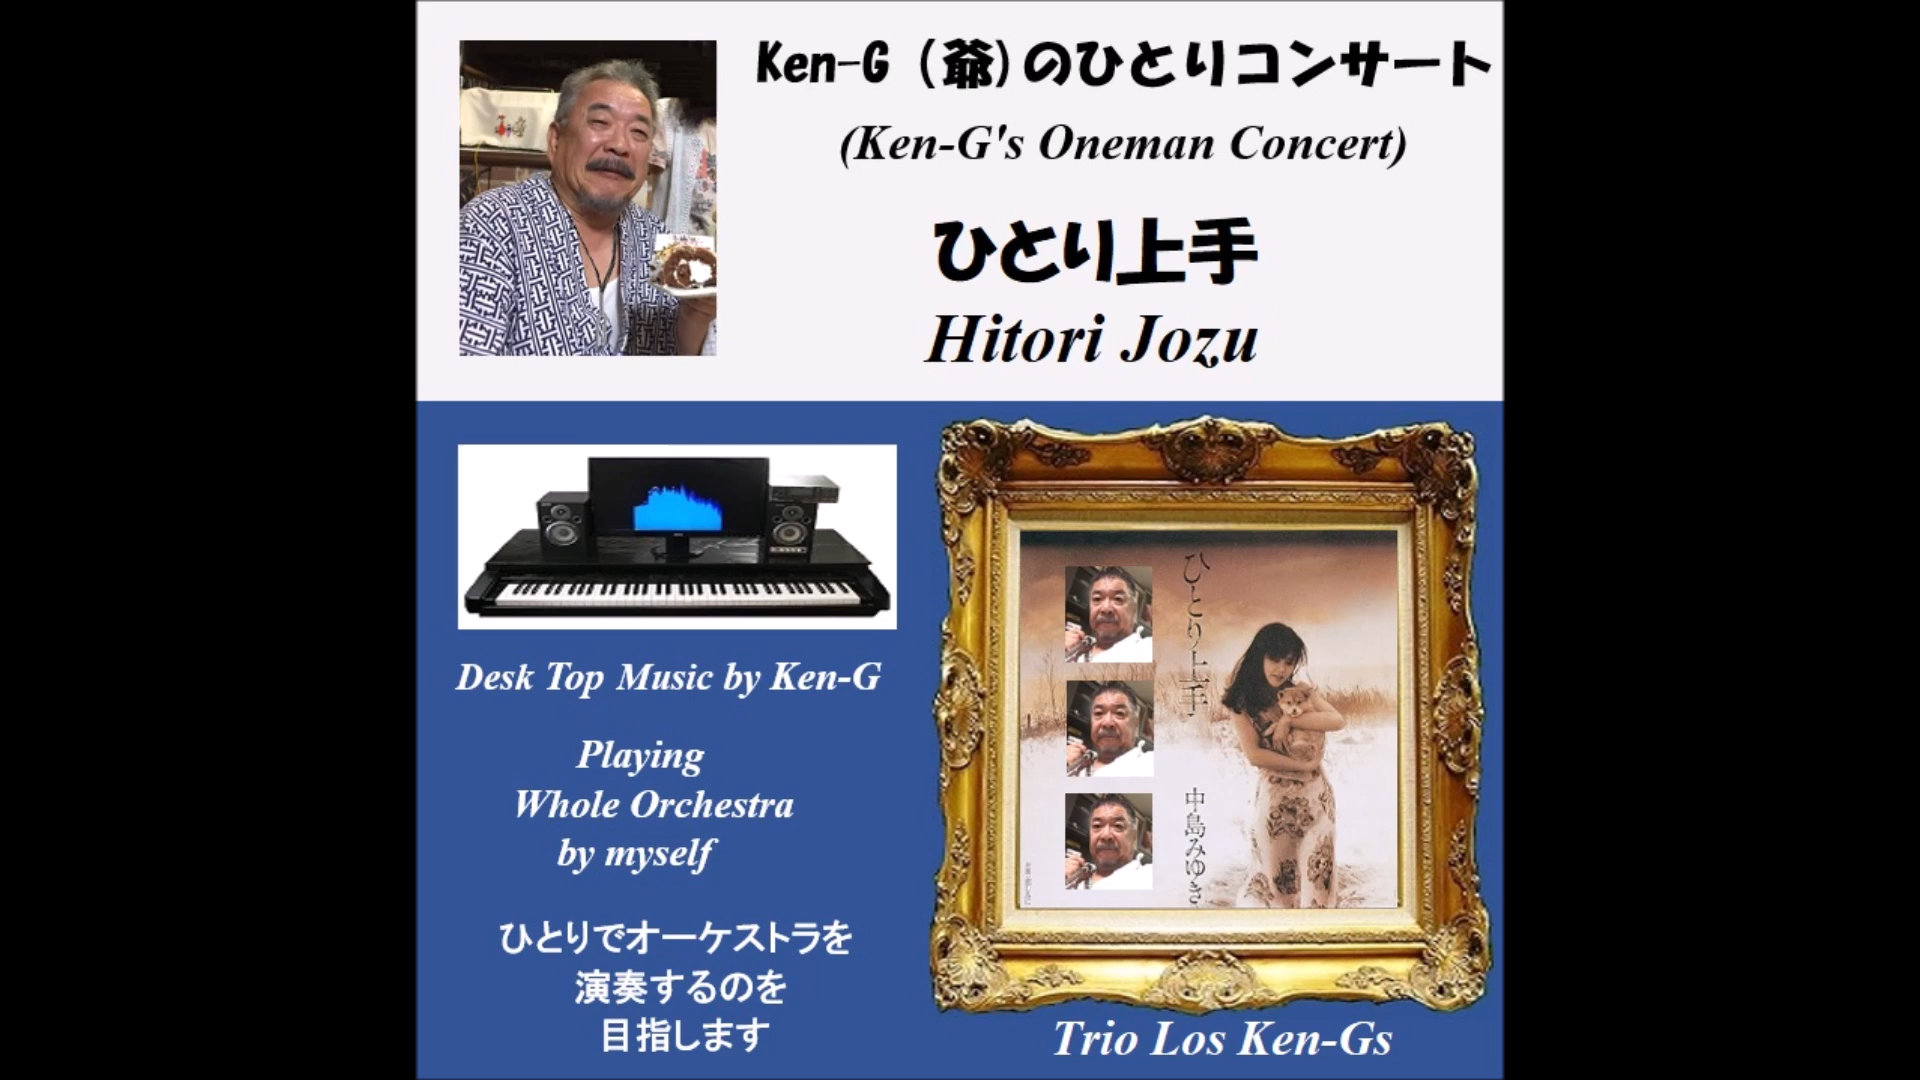 Ken-G (爺)のひとりコンサート
(Ken-G's Oneman Concert)
ひとり上手
Hitori Jozu
Desk Top Music by Ken-G
Playing
Whole Orchestra
by myself
ひとりでオーケストラを
演奏するのを
目指します
ひとり上手
中島みゆき
Trio Los Ken-Gs